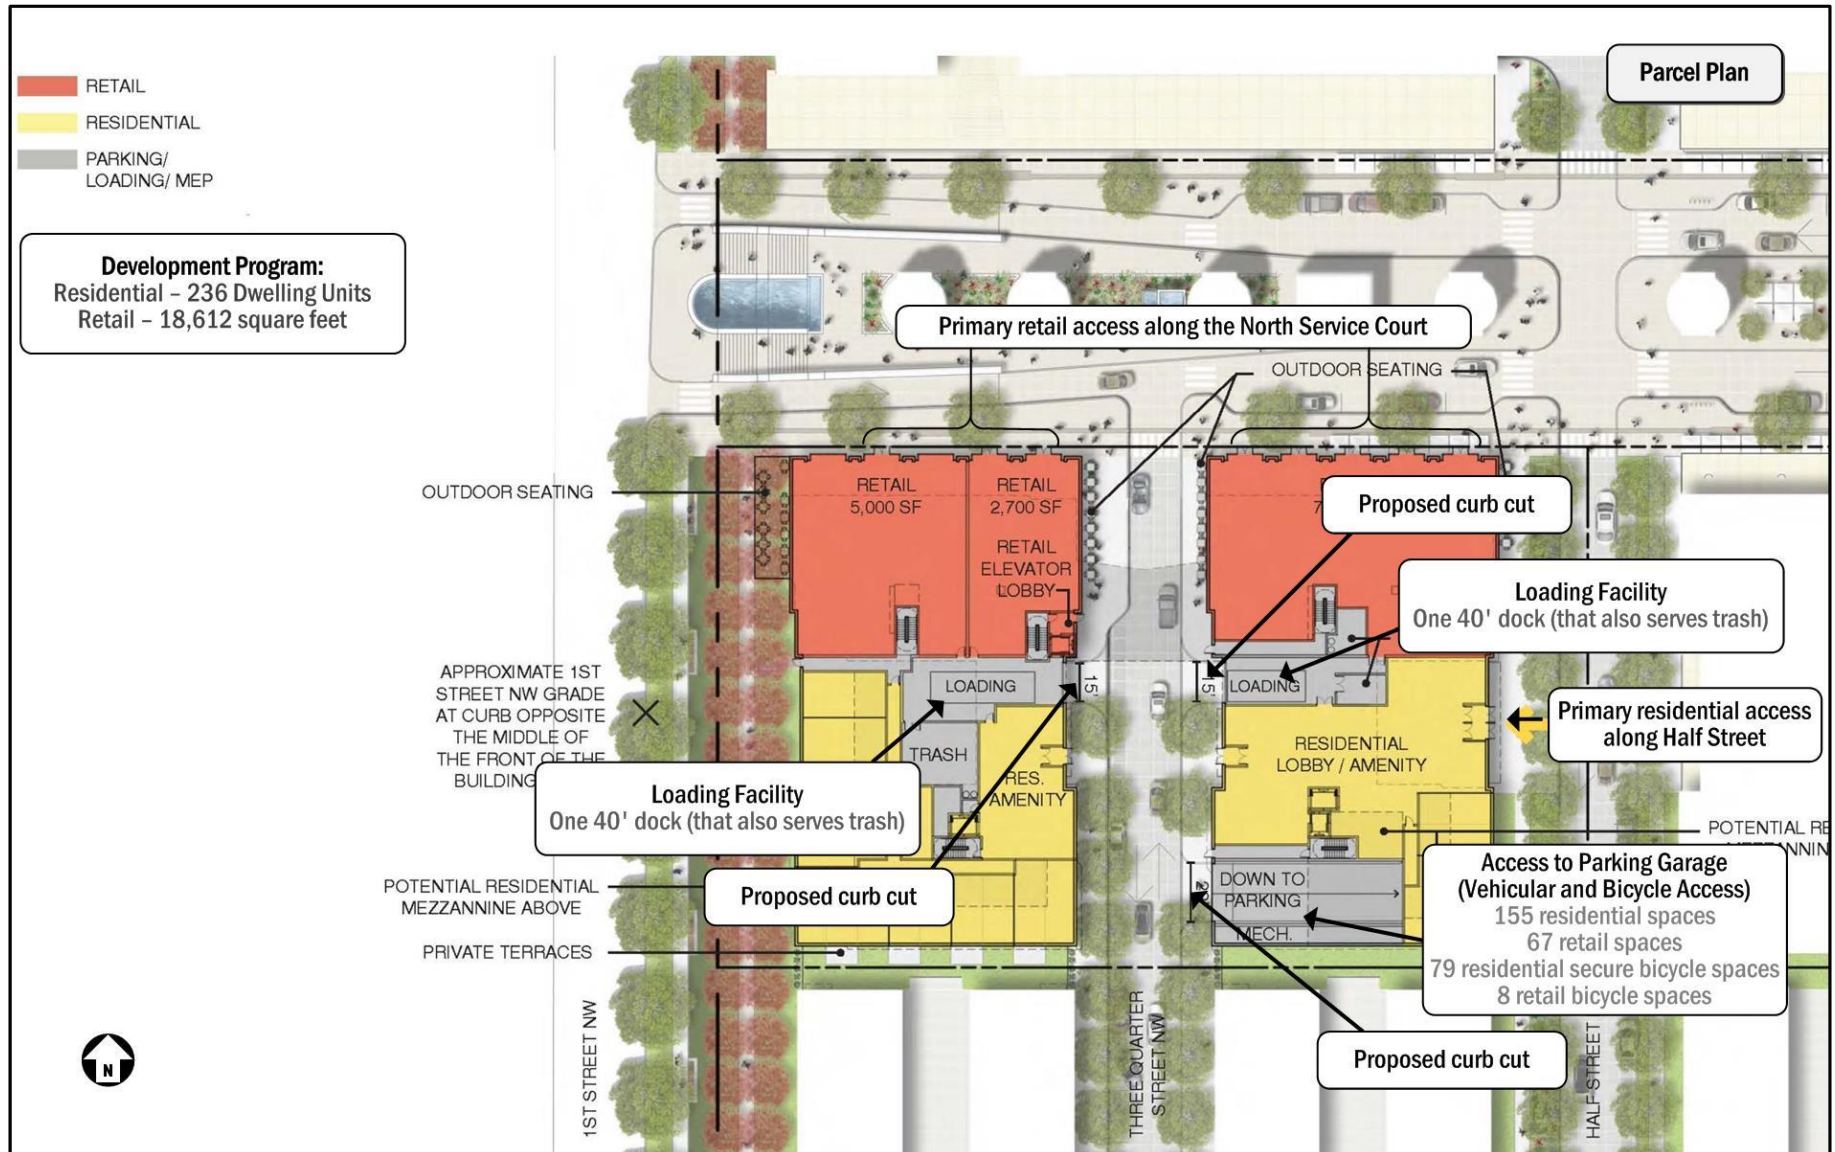 Parcel Plan
RETAIL
RESIDENTIAL
PARKING/
LOADING/ MEP
Development Program:
Residential – 236 Dwelling Units
Retail – 18,612 square feet
Primary retail access along the North Service Court
OUTDOOR SEATING
OUTDOOR SEATING
RETAIL
5,000 SF
RETAIL
2,700 SF
RETAIL
ELEVATOR
LOBBY
Proposed curb cut
Loading Facility
One 40' dock (that also serves trash)
APPROXIMATE 1ST
STREET NW GRADE
AT CURB OPPOSITE
THE MIDDLE OF
THE FRONT OF THE
BUILDING
LOADING
15'
15'
LOADING
Primary residential access
along Half Street
TRASH
RES.
AMENITY
RESIDENTIAL
LOBBY / AMENITY
Loading Facility
One 40' dock (that also serves trash)
POTENTIAL RESIDENTIAL
MEZZANNINE ABOVE
Proposed curb cut
DOWN TO
PARKING
MECH.
POTENTIAL
Access to Parking Garage
(Vehicular and Bicycle Access)
155 residential spaces
67 retail spaces
79 residential secure bicycle spaces
8 retail bicycle spaces
PRIVATE TERRACES
Proposed curb cut
1ST STREET NW
THREE QUARTER
STREET NW
HALF STREET
N